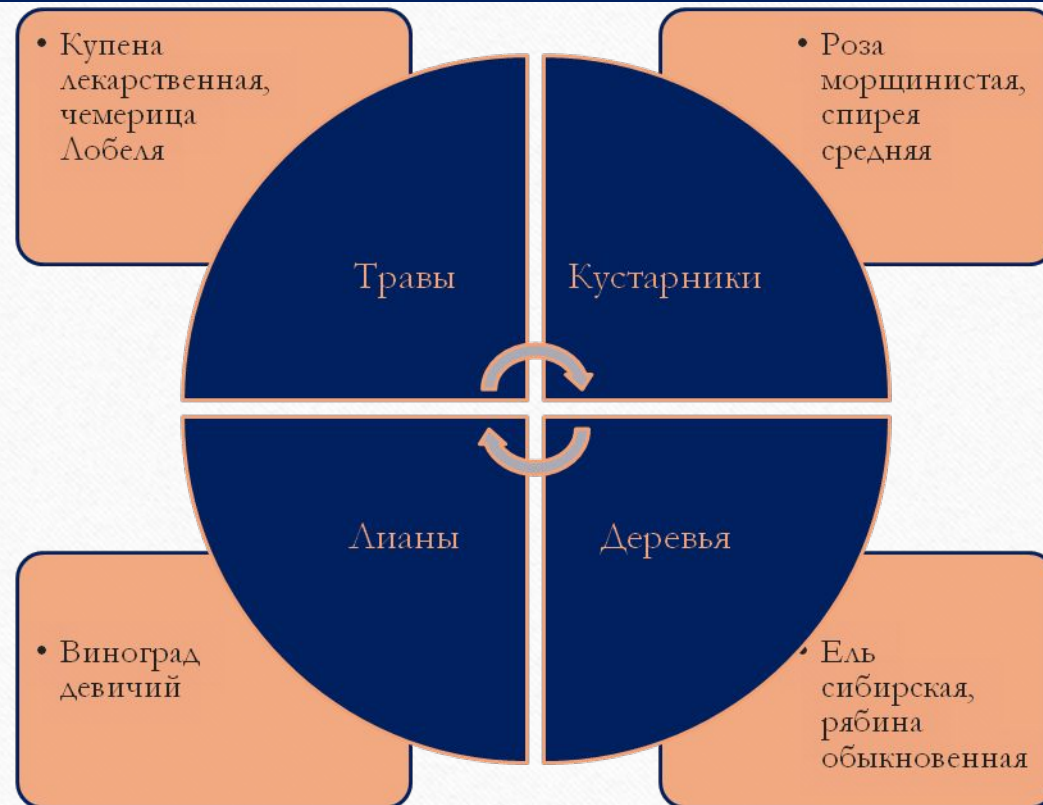 • Купена
лекарственная,
чемерица
Лобеля
• Роза
морщинистая,
спирея
средняя
Травы
Кустарники
Лианы
Деревья
• Виноград
девичий
• Ель
сибирская,
рябина
обыкновенная